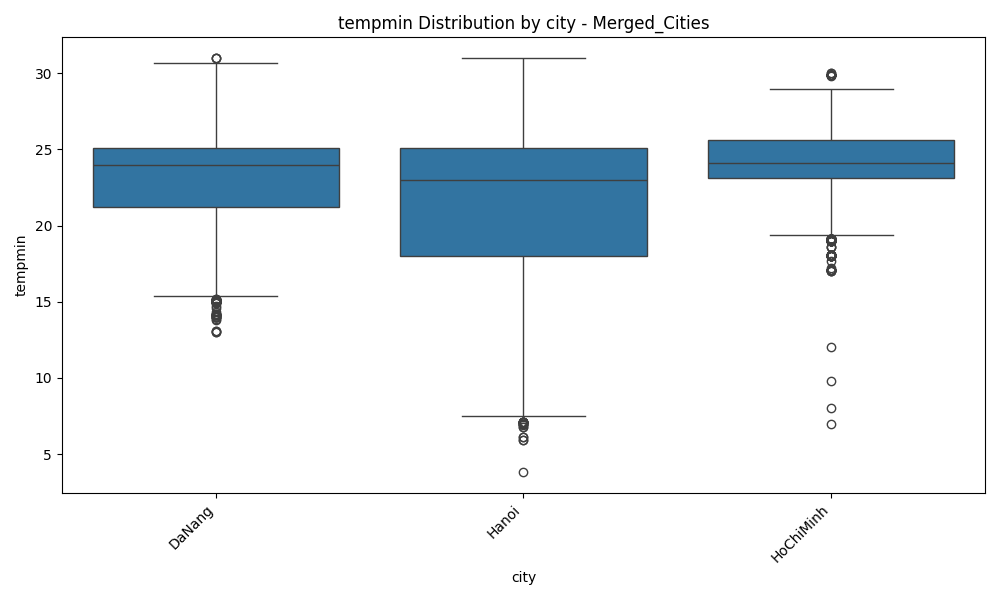 tempmin Distribution by city - Merged_Cities
tempmin
30
25
20
15
10
5
DaNang
Hanoi
HoChiMinh
city